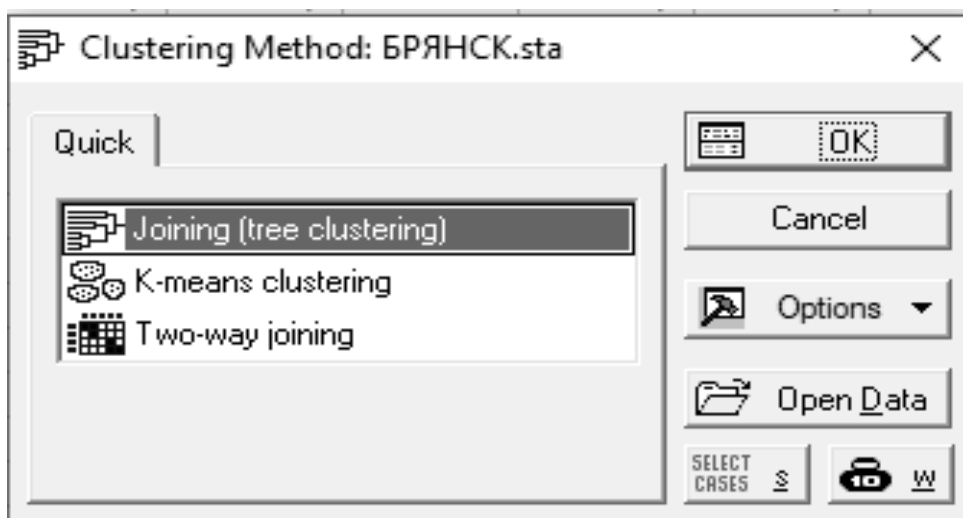 Clustering Method: БРЯНСК.sta
Quick
Joining (tree clustering)
K-means clustering
Two-way joining
OK
Cancel
Options
Open Data
SELECT CASES S
10 W